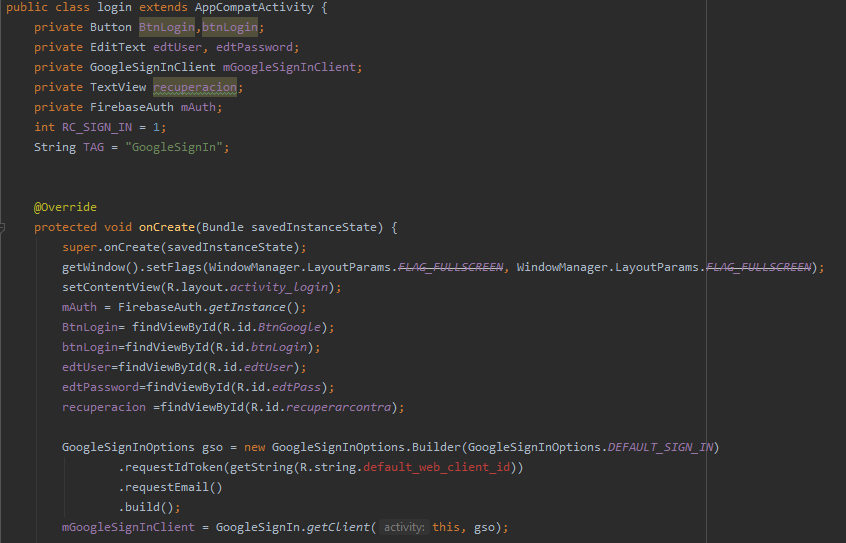 public class login extends AppCompatActivity {
private Button BtnLogin,btnLogin;
private EditText edtUser, edtPassword;
private GoogleSignInClient mGoogleSignInClient;
private TextView recuperacion;
private FirebaseAuth mAuth;
int RC_SIGN_IN = 1;
String TAG = "GoogleSignIn";
@Override
protected void onCreate(Bundle savedInstanceState) {
super.onCreate(savedInstanceState);
getWindow().setFlags(WindowManager.LayoutParams.FLAG_FULLSCREEN, WindowManager.LayoutParams.FLAG_FULLSCREEN);
setContentView(R.layout.activity_login);
mAuth = FirebaseAuth.getInstance();
BtnLogin= findViewById(R.id.BtnGoogle);
btnLogin=findViewById(R.id.btnLogin);
edtUser=findViewById(R.id.edtUser);
edtPassword=findViewById(R.id.edtPass);
recuperacion =findViewById(R.id.recuperarcontra);
GoogleSignInOptions gso = new GoogleSignInOptions.Builder(GoogleSignInOptions.DEFAULT_SIGN_IN)
.requestIdToken(getString(R.string.default_web_client_id))
.requestEmail()
.build();
mGoogleSignInClient = GoogleSignIn.getClient( activity: this, gso);